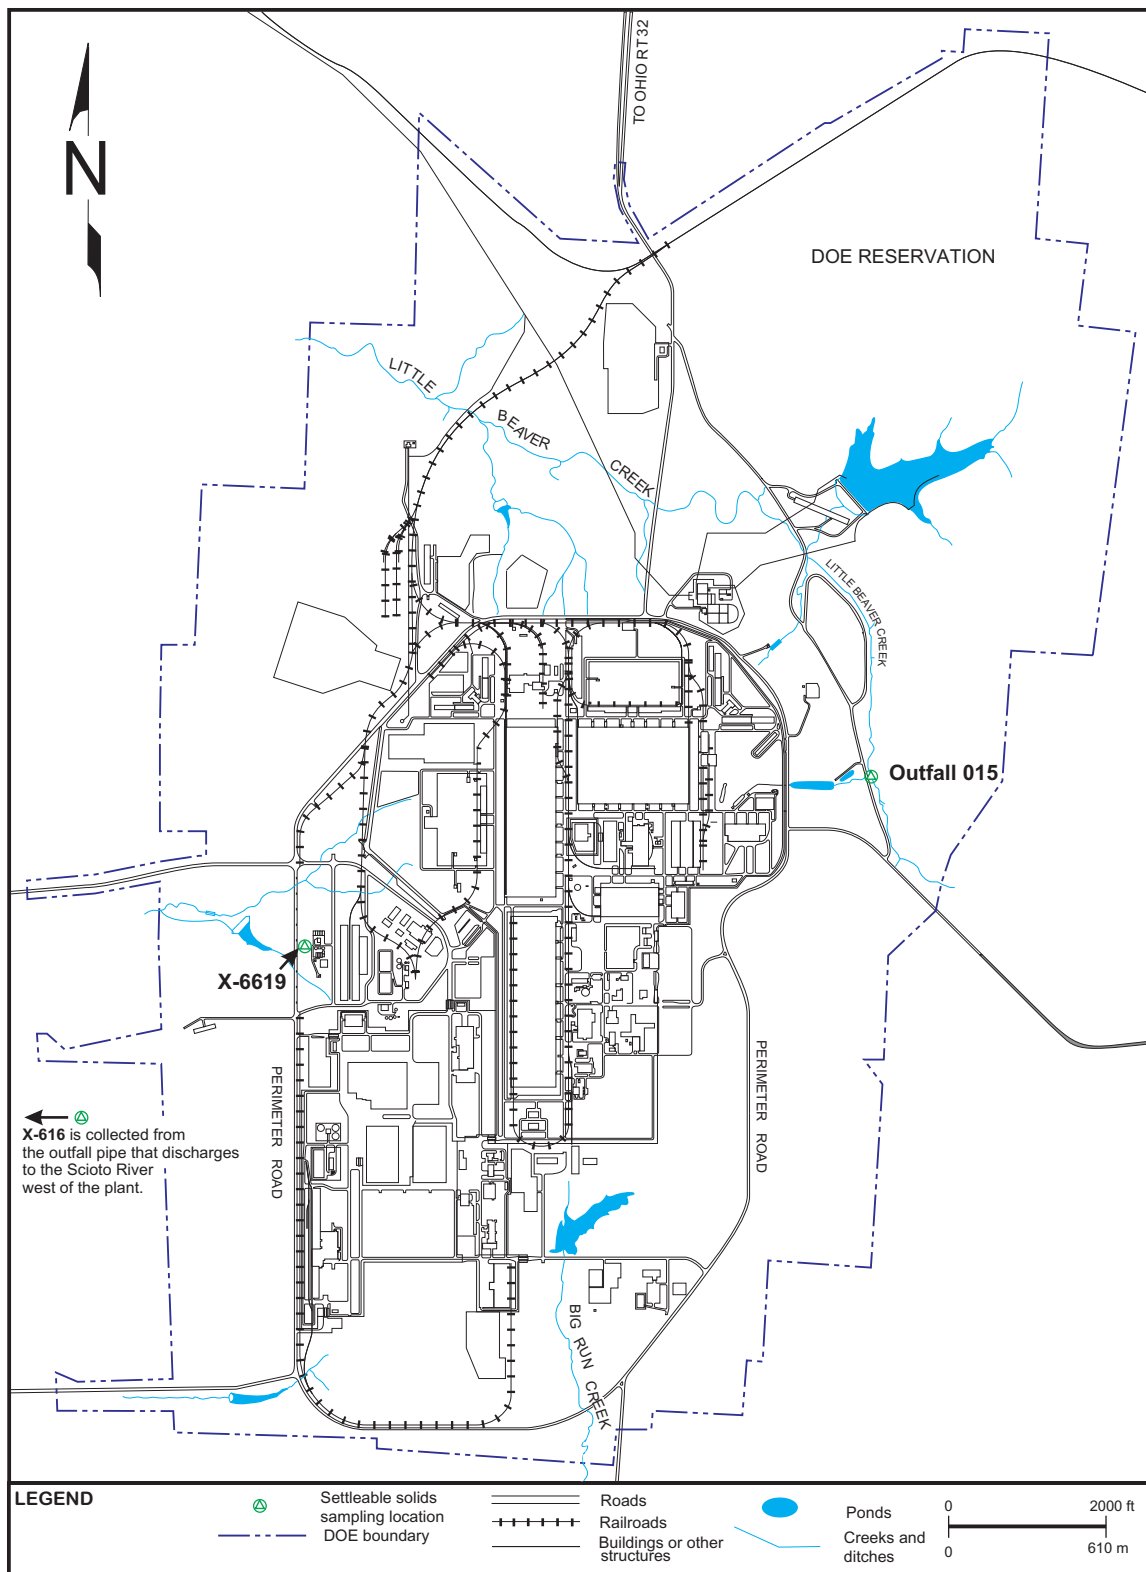 TO OHIO RT 32
N
DOE RESERVATION
LITTLE
BEAVER
CREEK
LITTLE BEAVER CREEK
Outfall 015
X-6619
PERIMETER ROAD
PERIMETER ROAD
X-616 is collected from
the outfall pipe that discharges
to the Scioto River
west of the plant.
BIG RUN CREEK
LEGEND
Settleable solids
sampling location
DOE boundary
Roads
Railroads
Buildings or other
structures
Ponds
Creeks and
ditches
0 2000 ft
0 610 m